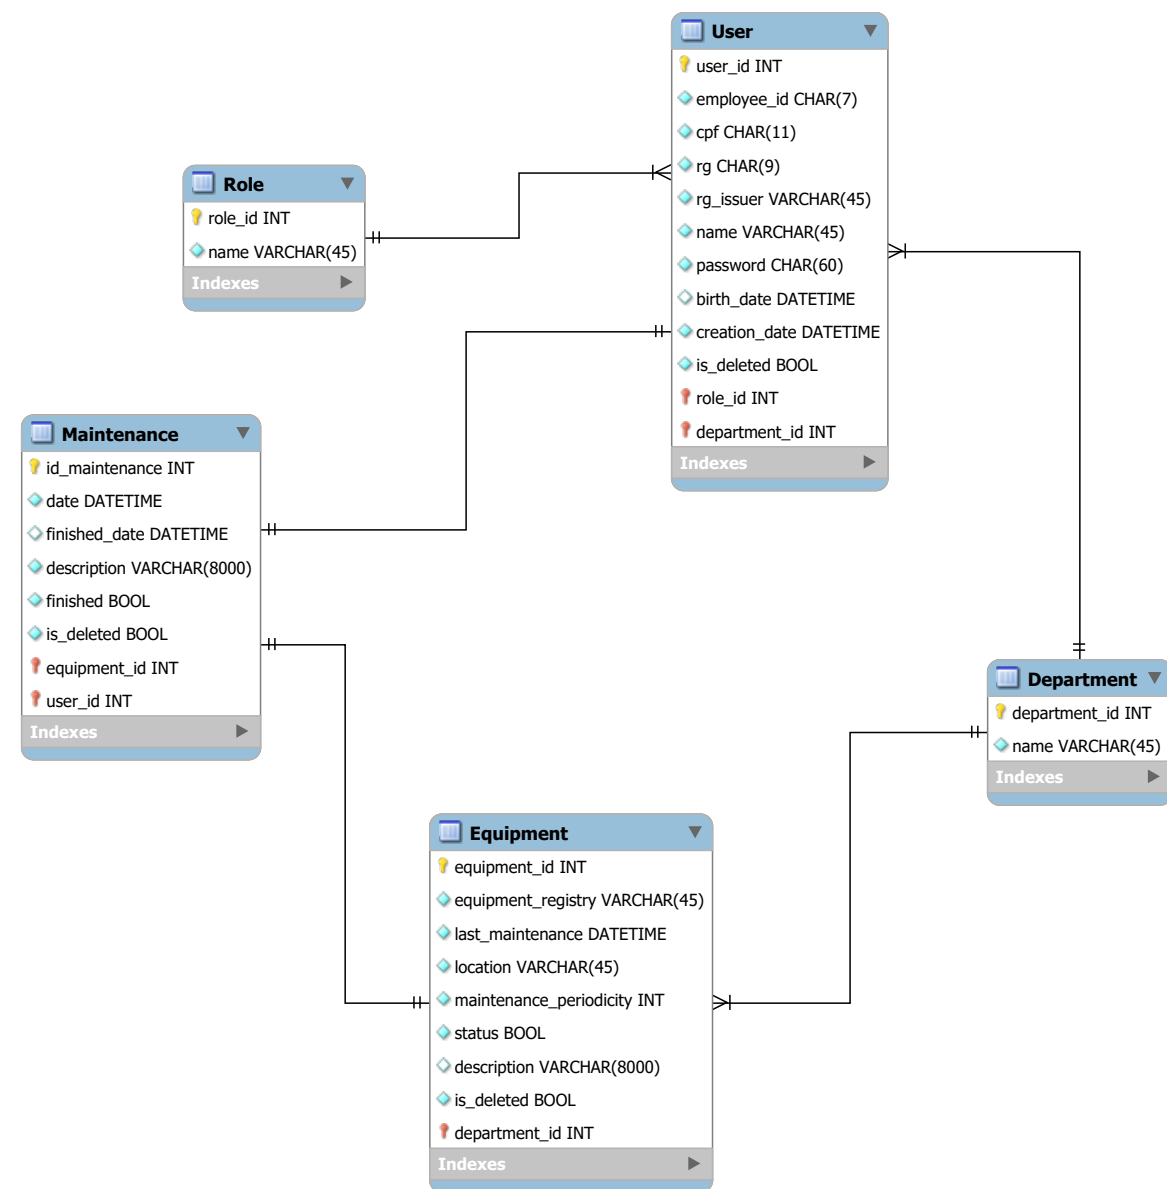 User
user_id INT
employee_id CHAR(7)
cpf CHAR(11)
rg CHAR(9)
rg_issuer VARCHAR(45)
name VARCHAR(45)
password CHAR(60)
birth_date DATETIME
creation_date DATETIME
is_deleted BOOL
role_id INT
department_id INT
Indexes
Role
role_id INT
name VARCHAR(45)
Indexes
Maintenance
id_maintenance INT
date DATETIME
finished_date DATETIME
description VARCHAR(8000)
finished BOOL
is_deleted BOOL
equipment_id INT
user_id INT
Indexes
Department
department_id INT
name VARCHAR(45)
Indexes
Equipment
equipment_id INT
equipment_registry VARCHAR(45)
last_maintenance DATETIME
location VARCHAR(45)
maintenance_periodicity INT
status BOOL
description VARCHAR(8000)
is_deleted BOOL
department_id INT
Indexes